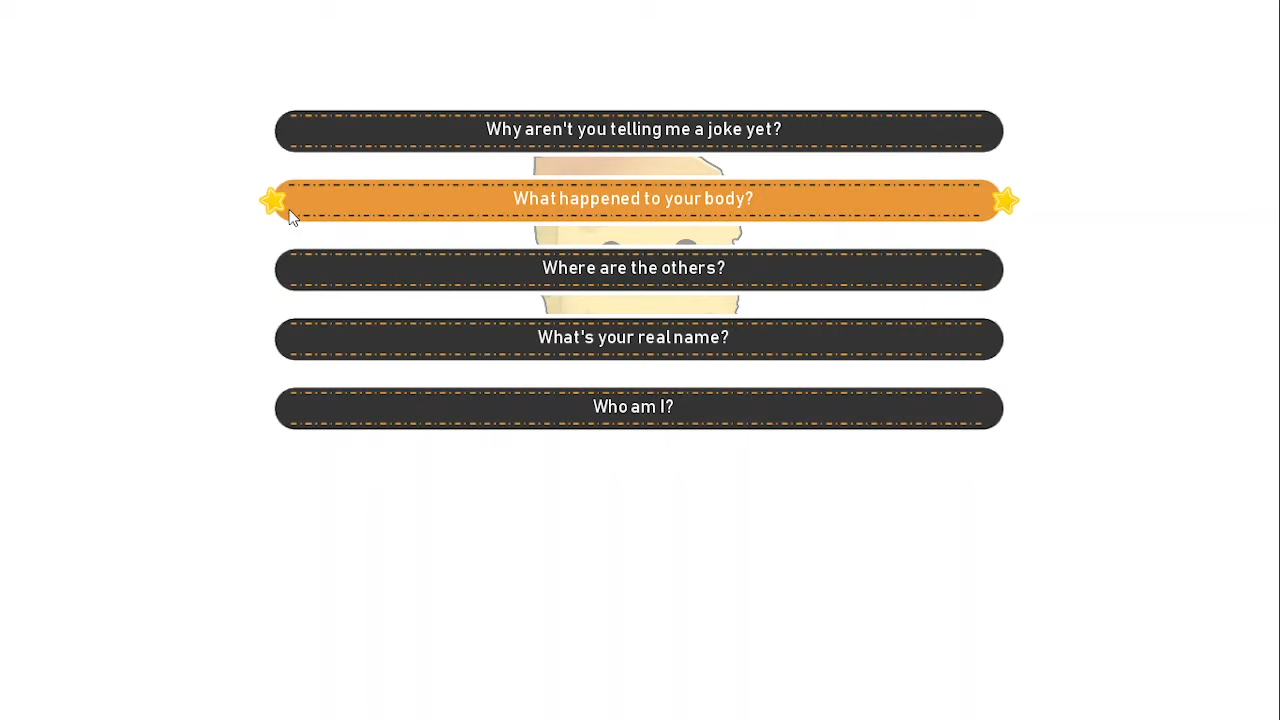 Why aren't you telling me a joke yet?
What happened to your body?
Where are the others?
What's your real name?
Who am I?